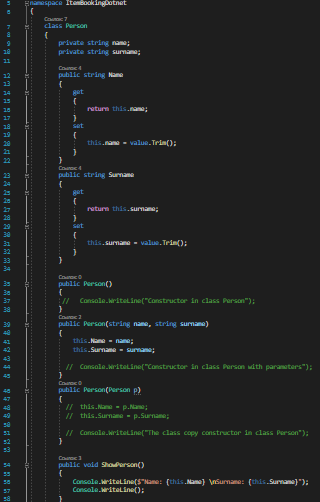 5 namespace ItemBookingDotnet
6 {
Ссылок: 7
7 class Person
8 {
9 private string name;
10 private string surname;
11
Ссылок: 4
12 public string Name
13 {
14 get
15 {
16 return this.name;
17 }
18 set
19 {
20 this.name = value.Trim();
21 }
22 }
Ссылок: 4
23 public string Surname
24 {
25 get
26 {
27 return this.surname;
28 }
29 set
30 {
31 this.surname = value.Trim();
32 }
33 }
34
Ссылок: 0
35 public Person()
36 {
37 // Console.WriteLine("Constructor in class Person");
38 }
Ссылок: 2
39 public Person(string name, string surname)
40 {
41 this.Name = name;
42 this.Surname = surname;
43
44 // Console.WriteLine("Constructor in class Person with parameters");
45 }
Ссылок: 0
46 public Person(Person p)
47 {
48 // this.Name = p.Name;
49 // this.Surname = p.Surname;
50
51 // Console.WriteLine("The class copy constructor in class Person");
52 }
53
Ссылок: 3
54 public void ShowPerson()
55 {
56 Console.WriteLine($"Name: {this.Name} \nSurname: {this.Surname}");
57 Console.WriteLine();
58 }